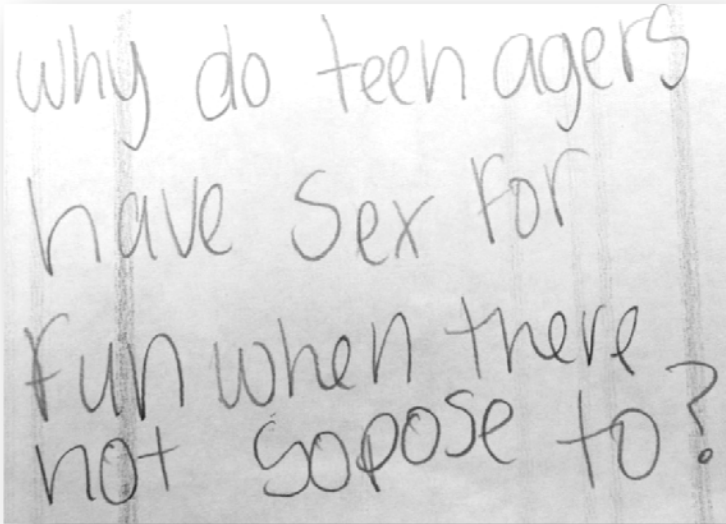 why do teenagers
have sex for
fun when there
not sopose to?